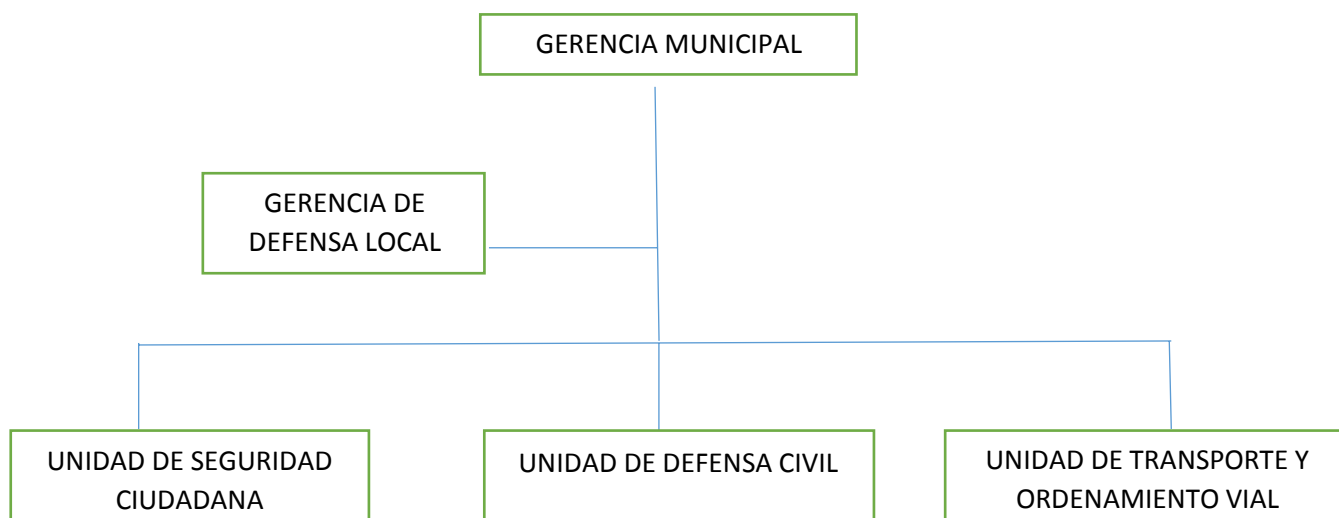 GERENCIA MUNICIPAL
GERENCIA DE
DEFENSA LOCAL
UNIDAD DE SEGURIDAD
CIUDADANA
UNIDAD DE DEFENSA CIVIL
UNIDAD DE TRANSPORTE Y
ORDENAMIENTO VIAL